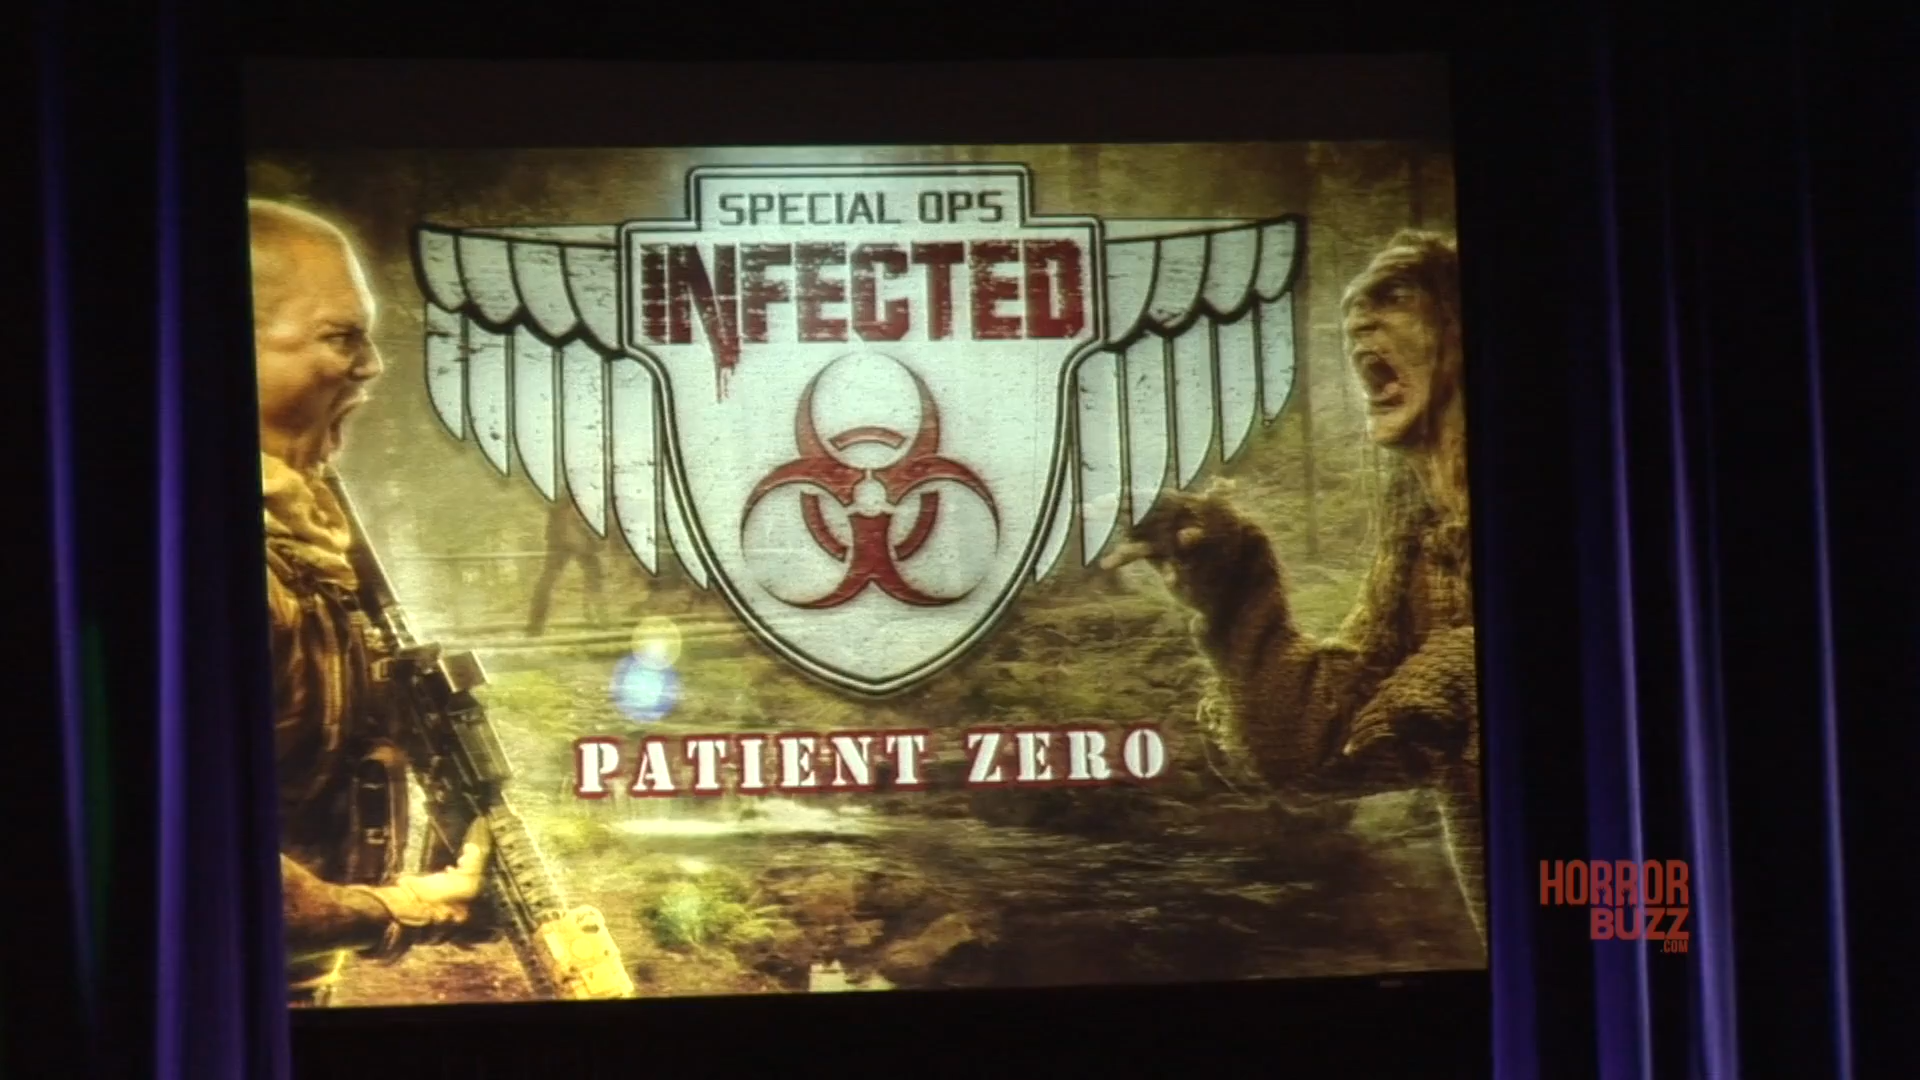 SPECIAL OPS
INFECTED
PATIENT ZERO
HORROR
BUZZ
.COM